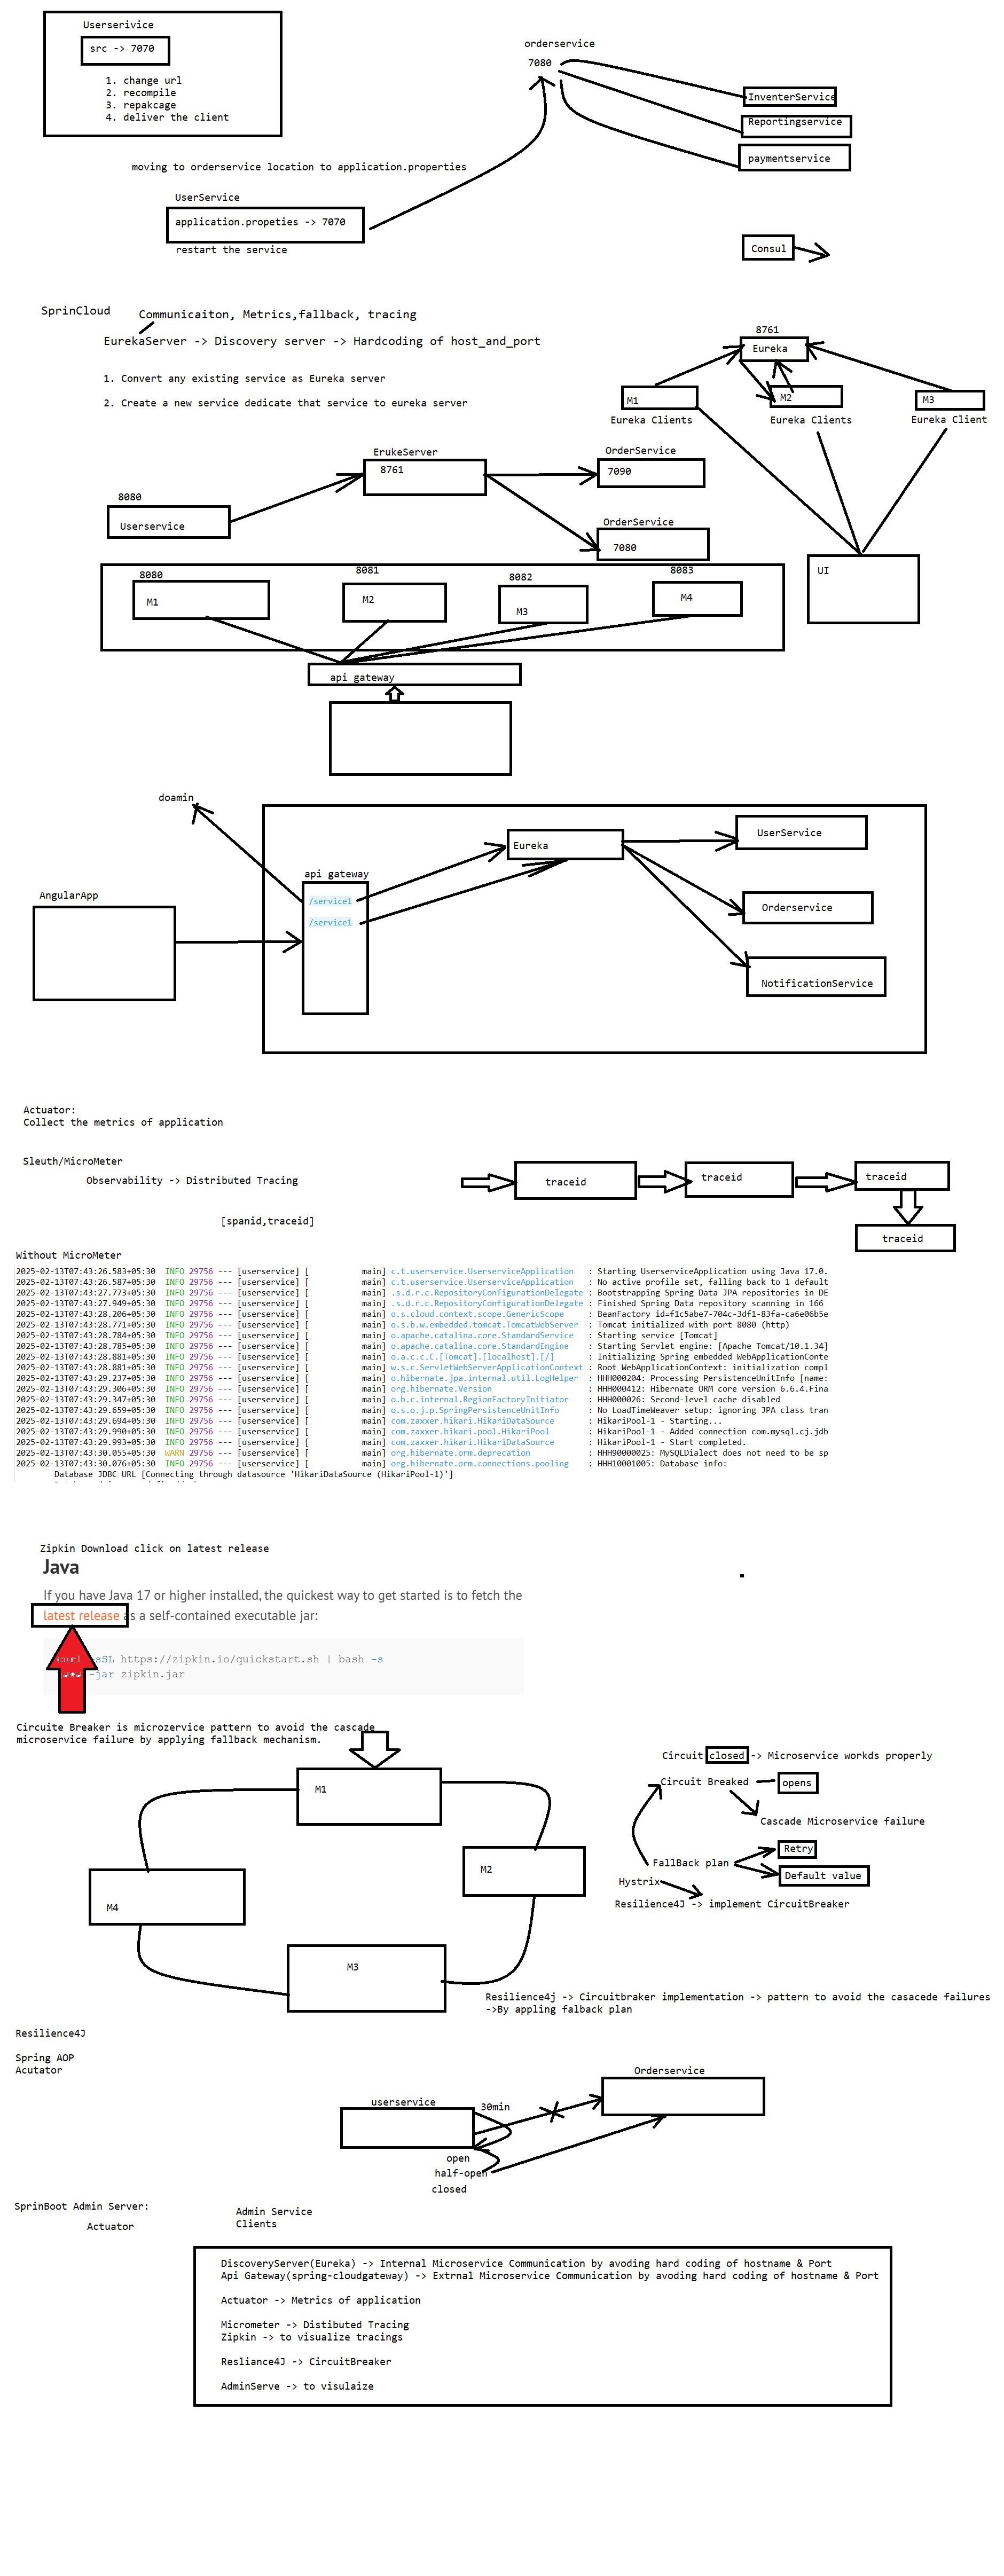 Userserivice
src -> 7070
1. change url
2. recompile
3. repakcage
4. deliver the client
orderservice
7080
InventerService
Reportingservice
paymentservice
moving to orderservice location to application.properties
UserService
application.propeties -> 7070
restart the service
Consul
SprinCloud
Communicaiton, Metrics,fallback, tracing
EurekaServer -> Discovery server -> Hardcoding of host_and_port
1. Convert any existing service as Eureka server
2. Create a new service dedicate that service to eureka server
8761
Eureka
M1
M2
M3
Eureka Clients
Eureka Clients
Eureka Client
ErukeServer
8761
OrderService
7090
8080
Userservice
OrderService
7080
UI
8080
8081
8082
8083
M1
M2
M3
M4
api gateway
doamin
Eureka
UserService
api gateway
/service1
/service1
AngularApp
Orderservice
NotificationService
Actuator:
Collect the metrics of application
Sleuth/MicroMeter
Observability -> Distributed Tracing
[spanid,traceid]
traceid
traceid
traceid
traceid
Without MicroMeter
2025-02-13T07:43:26.583+05:30  INFO 29756 --- [userservice] [           main] c.t.userservice.UserserviceApplication   : Starting UserserviceApplication using Java 17.0.
2025-02-13T07:43:26.587+05:30  INFO 29756 --- [userservice] [           main] c.t.userservice.UserserviceApplication   : No active profile set, falling back to 1 default
2025-02-13T07:43:27.773+05:30  INFO 29756 --- [userservice] [           main] .s.d.r.c.RepositoryConfigurationDelegate : Bootstrapping Spring Data JPA repositories in DE
2025-02-13T07:43:27.949+05:30  INFO 29756 --- [userservice] [           main] .s.d.r.c.RepositoryConfigurationDelegate : Finished Spring Data repository scanning in 166
2025-02-13T07:43:28.206+05:30  INFO 29756 --- [userservice] [           main] o.s.cloud.context.scope.GenericScope     : BeanFactory id=f1c5abe7-704c-3df1-83fa-ca6e06b5e
2025-02-13T07:43:28.771+05:30  INFO 29756 --- [userservice] [           main] o.s.b.w.embedded.tomcat.TomcatWebServer  : Tomcat initialized with port 8080 (http)
2025-02-13T07:43:28.784+05:30  INFO 29756 --- [userservice] [           main] o.apache.catalina.core.StandardService   : Starting service [Tomcat]
2025-02-13T07:43:28.785+05:30  INFO 29756 --- [userservice] [           main] o.apache.catalina.core.StandardEngine    : Starting Servlet engine: [Apache Tomcat/10.1.34]
2025-02-13T07:43:28.881+05:30  INFO 29756 --- [userservice] [           main] o.a.c.c.C.[Tomcat].[localhost].[/]       : Initializing Spring embedded WebApplicationConte
2025-02-13T07:43:28.881+05:30  INFO 29756 --- [userservice] [           main] w.s.c.ServletWebServerApplicationContext : Root WebApplicationContext: initialization compl
2025-02-13T07:43:29.237+05:30  INFO 29756 --- [userservice] [           main] o.hibernate.jpa.internal.util.LogHelper  : HHH000204: Processing PersistenceUnitInfo [name:
2025-02-13T07:43:29.306+05:30  INFO 29756 --- [userservice] [           main] org.hibernate.Version                    : HHH000412: Hibernate ORM core version 6.6.4.Fina
2025-02-13T07:43:29.347+05:30  INFO 29756 --- [userservice] [           main] o.h.c.internal.RegionFactoryInitiator    : HHH000026: Second-level cache disabled
2025-02-13T07:43:29.659+05:30  INFO 29756 --- [userservice] [           main] o.s.o.j.p.SpringPersistenceUnitInfo      : No LoadTimeWeaver setup: ignoring JPA class tran
2025-02-13T07:43:29.694+05:30  INFO 29756 --- [userservice] [           main] com.zaxxer.hikari.HikariDataSource       : HikariPool-1 - Starting...
2025-02-13T07:43:29.990+05:30  INFO 29756 --- [userservice] [           main] com.zaxxer.hikari.pool.HikariPool        : HikariPool-1 - Added connection com.mysql.cj.jdb
2025-02-13T07:43:29.993+05:30  INFO 29756 --- [userservice] [           main] com.zaxxer.hikari.HikariDataSource       : HikariPool-1 - Start completed.
2025-02-13T07:43:30.055+05:30  WARN 29756 --- [userservice] [           main] org.hibernate.orm.deprecation            : HHH90000025: MySQLDialect does not need to be sp
2025-02-13T07:43:30.076+05:30  INFO 29756 --- [userservice] [           main] org.hibernate.orm.connections.pooling    : HHH10001005: Database info:
Database JDBC URL [Connecting through datasource 'HikariDataSource (HikariPool-1)']
Zipkin Download click on latest release
Java
If you have Java 17 or higher installed, the quickest way to get started is to fetch the
latest release as a self-contained executable jar:
sSL https://zipkin.io/quickstart.sh | bash -s
-jar zipkin.jar
Circuite Breaker is microzervice pattern to avoid the cascade
microservice failure by applying fallback mechanism.
M1
M2
M4
M3
Circuit closed -> Microservice workds properly
Circuit Breaked
opens
Cascade Microservice failure
Retry
FallBack plan
Default value
Hystrix
Resilience4J -> implement CircuitBreaker
Resilience4j -> Circuitbraker implementation -> pattern to avoid the casacede failures
->By appling falback plan
Resilience4J
Spring AOP
Acutator
Orderservice
userservice
30min
open
half-open
closed
SprinBoot Admin Server:
Actuator
Admin Service
Clients
DiscoveryServer(Eureka) -> Internal Microservice Communication by avoding hard coding of hostname & Port
Api Gateway(spring-cloudgateway) -> Extrnal Microservice Communication by avoding hard coding of hostname & Port
Actuator -> Metrics of application
Micrometer -> Distibuted Tracing
Zipkin -> to visualize tracings
Resliance4J -> CircuitBreaker
AdminServe -> to visulaize